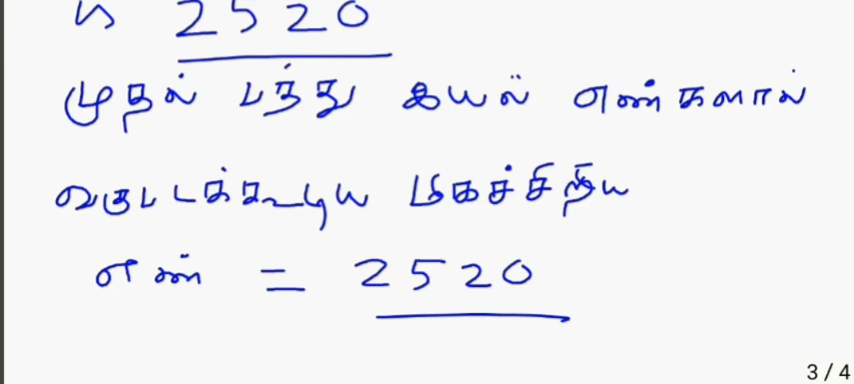 2520
முதல் பத்து இயல் எண்களால்
வகுபடக்கூடிய மிகச்சிறிய
எண் = 2520
3 / 4